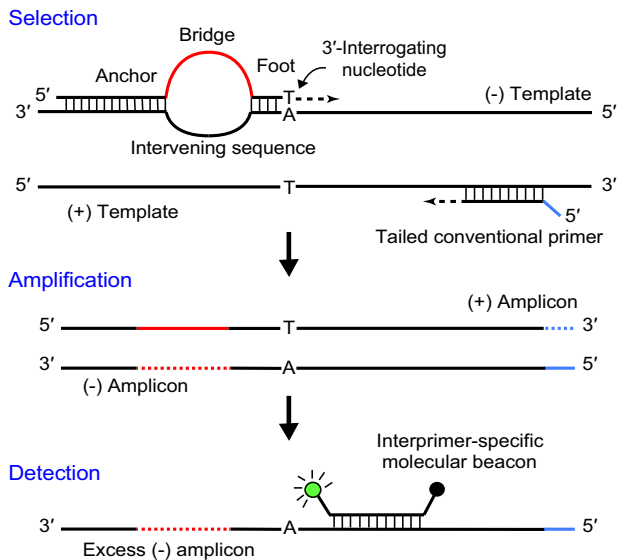 Selection
Bridge
3′-Interrogating
nucleotide
Anchor
Foot
5′
T
(-) Template
3′
A
5′
Intervening sequence
5′
T
3′
(+) Template
5′
Tailed conventional primer
Amplification
(+) Amplicon
5′
T
3′
3′
A
5′
(-) Amplicon
Interprimer-specific
molecular beacon
Detection
3′
A
5′
Excess (-) amplicon